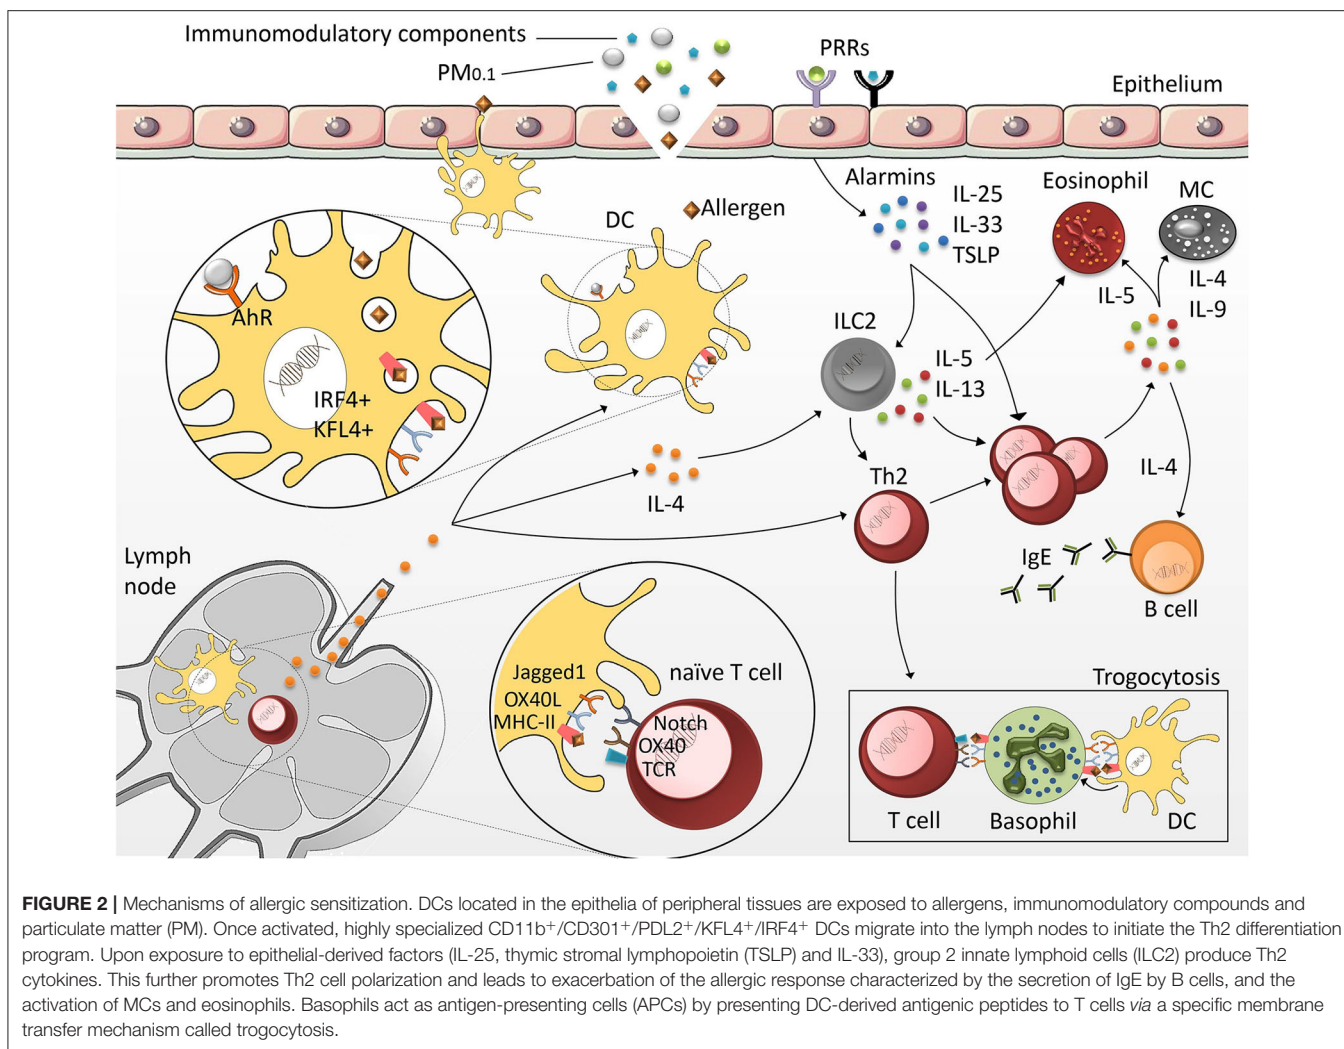 Immunomodulatory components
PM0.1
PRRs
Epithelium
Alarmins
IL-25
IL-33
TSLP
Eosinophil
MC
DC
Allergen
AhR
IRF4+
KFL4+
IL-5
IL-4
IL-9
ILC2
IL-5
IL-13
IL-4
Th2
IL-4
IgE
B cell
Lymph
node
Jagged1
OX40L
MHC-II
naïve T cell
Notch
OX40
TCR
Trogocytosis
T cell
Basophil
DC
FIGURE 2 | Mechanisms of allergic sensitization. DCs located in the epithelia of peripheral tissues are exposed to allergens, immunomodulatory compounds and
particulate matter (PM). Once activated, highly specialized CD11b+/CD301+/PDL2+/KFL4+/IRF4+ DCs migrate into the lymph nodes to initiate the Th2 differentiation
program. Upon exposure to epithelial-derived factors (IL-25, thymic stromal lymphopoietin (TSLP) and IL-33), group 2 innate lymphoid cells (ILC2) produce Th2
cytokines. This further promotes Th2 cell polarization and leads to exacerbation of the allergic response characterized by the secretion of IgE by B cells, and the
activation of MCs and eosinophils. Basophils act as antigen-presenting cells (APCs) by presenting DC-derived antigenic peptides to T cells via a specific membrane
transfer mechanism called trogocytosis.